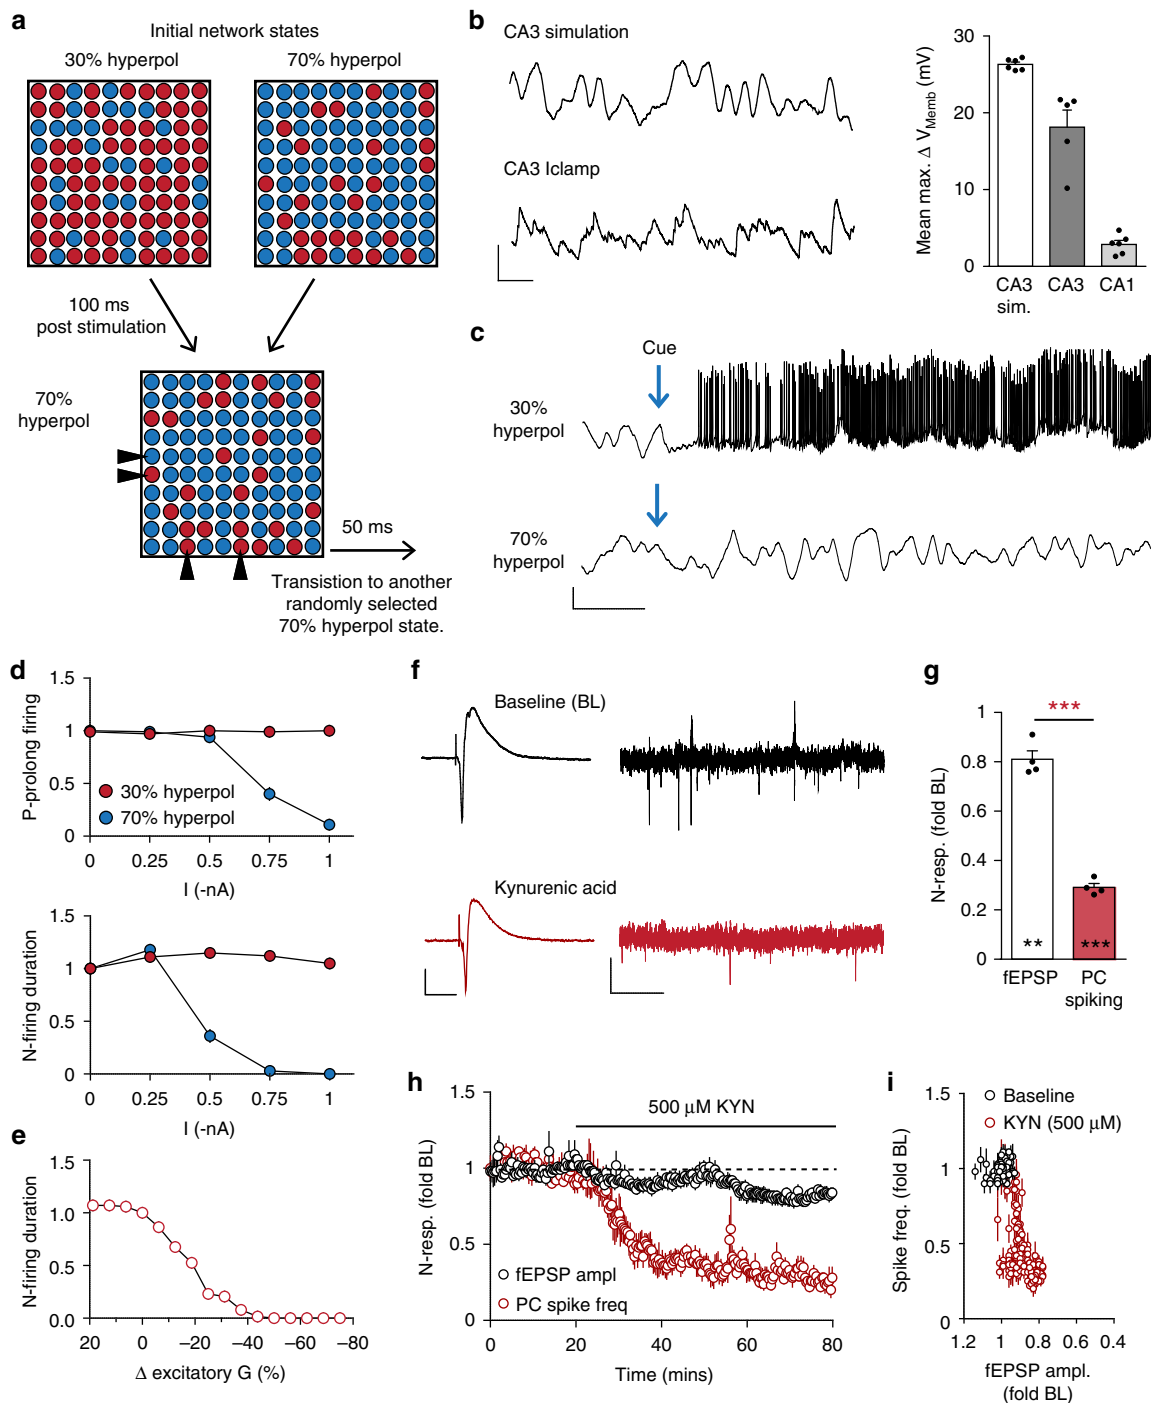 a
Initial network states
30% hyperpol
70% hyperpol
100 ms
post stimulation
70%
hyperpol
50 ms
Transistion to another
randomly selected
70% hyperpol state.
b
CA3 simulation
CA3 Iclamp
Mean max. Δ V_Memb (mV)
30
20
10
0
CA3
sim.
CA3
CA1
c
Cue
30%
hyperpol
70%
hyperpol
d
P-prolong firing
1.5
1
0.5
0
30% hyperpol
70% hyperpol
0 0.25 0.5 0.75 1
I (-nA)
N-firing duration
1.5
1
0.5
0
0 0.25 0.5 0.75 1
I (-nA)
e
N-firing duration
1.5
1.0
0.5
0.0
20 0 −20 −40 −60 −80
Δ excitatory G (%)
f
Baseline (BL)
Kynurenic acid
g
N-resp. (fold BL)
1
0.8
0.6
0.4
0.2
0
***
**
***
fEPSP
PC
spiking
h
N-resp. (fold BL)
1.5
1
0.5
0
500 μM KYN
fEPSP ampl
PC spike freq
0 20 40 60 80
Time (mins)
i
Spike freq. (fold BL)
1.5
1
0.5
0
Baseline
KYN (500 μM)
1.2 1 0.8 0.6 0.4
fEPSP ampl.
(fold BL)